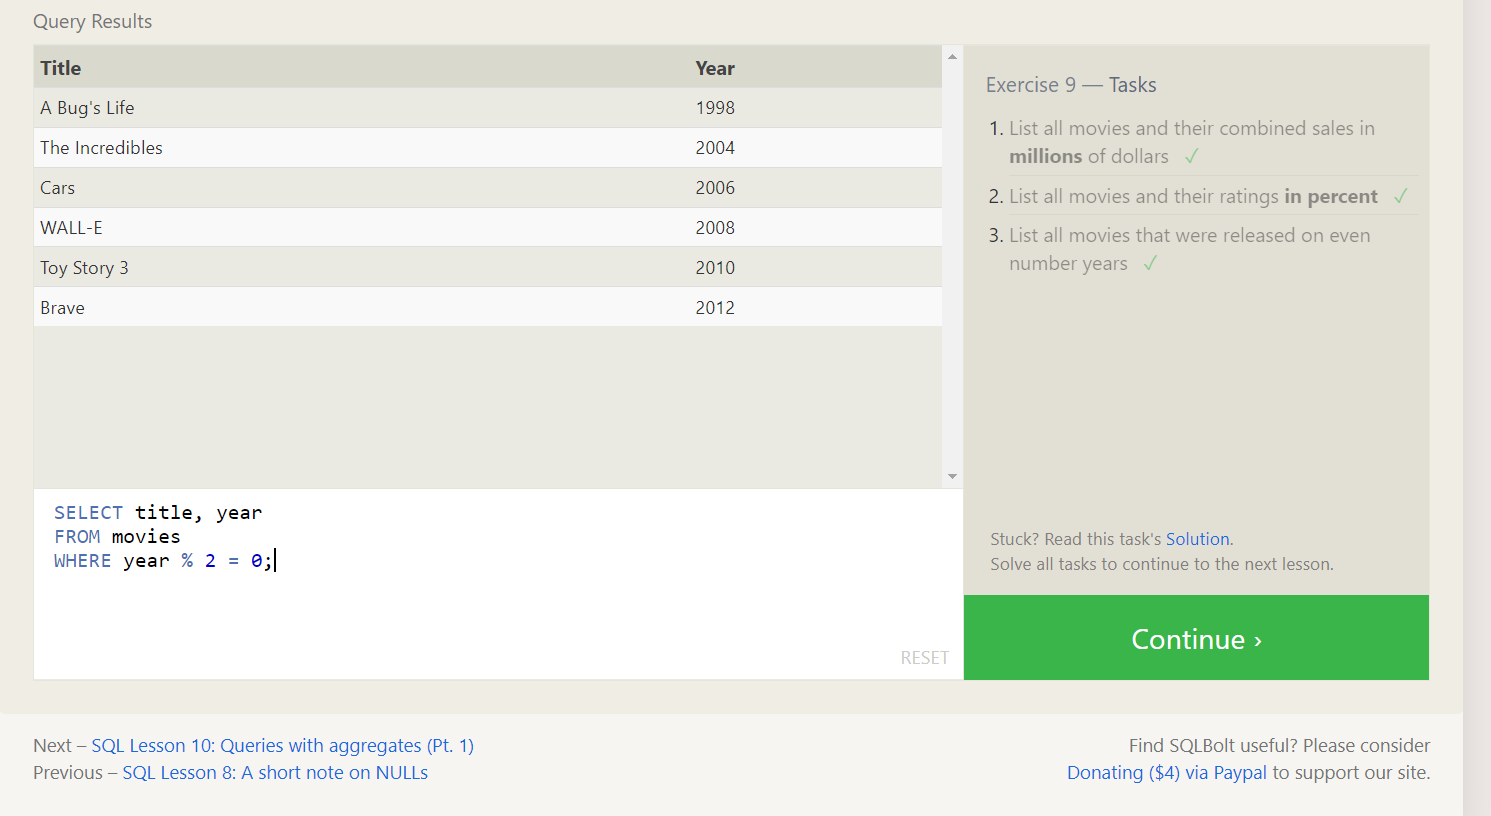 Query Results
Title Year
A Bug's Life 1998
The Incredibles 2004
Cars 2006
WALL-E 2008
Toy Story 3 2010
Brave 2012
SELECT title, year
FROM movies
WHERE year % 2 = 0;
RESET
Exercise 9 — Tasks
1. List all movies and their combined sales in
millions of dollars ✓
2. List all movies and their ratings in percent ✓
3. List all movies that were released on even
number years ✓
Stuck? Read this task's Solution.
Solve all tasks to continue to the next lesson.
Continue ›
Next – SQL Lesson 10: Queries with aggregates (Pt. 1)
Previous – SQL Lesson 8: A short note on NULLs
Find SQLBolt useful? Please consider
Donating ($4) via Paypal to support our site.